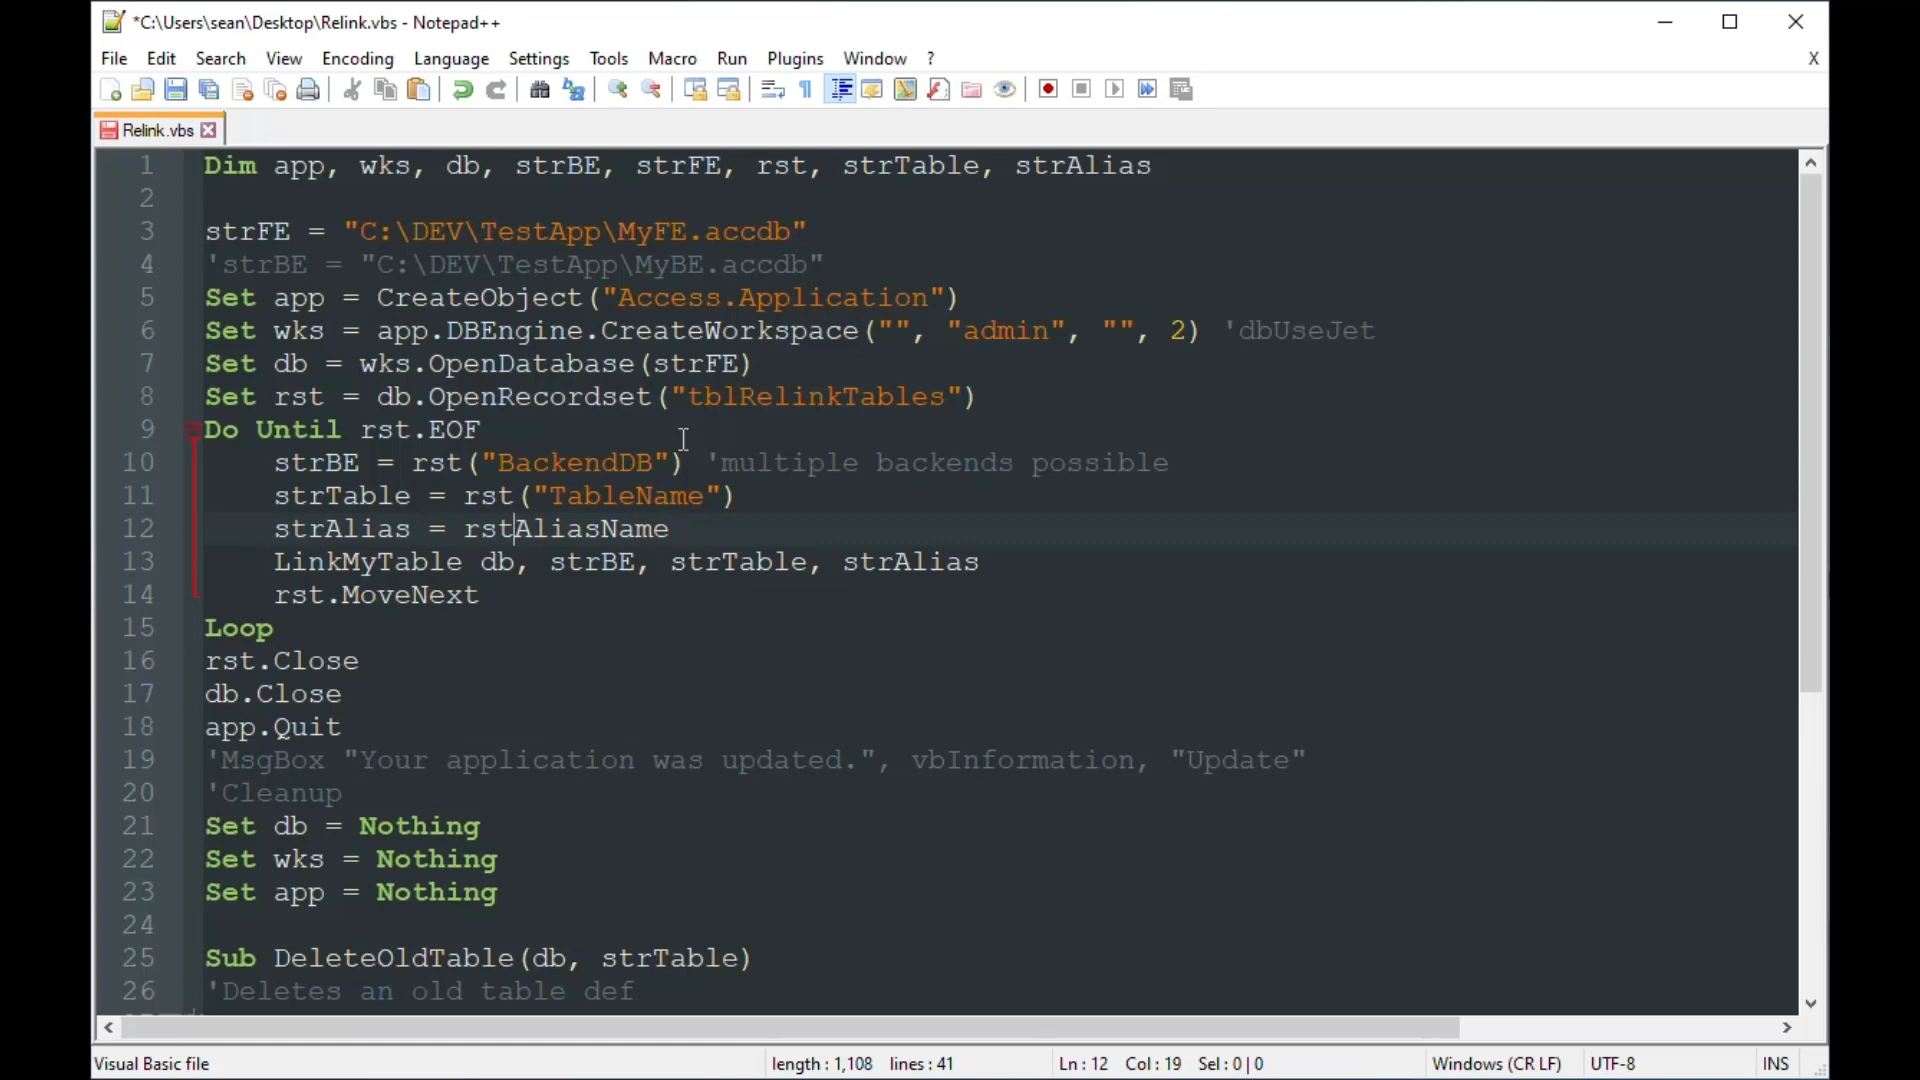 *C:\Users\sean\Desktop\Relink.vbs - Notepad++
File Edit Search View Encoding Language Settings Tools Macro Run Plugins Window ? X
Relink.vbs
1 Dim app, wks, db, strBE, strFE, rst, strTable, strAlias
2
3 strFE = "C:\DEV\TestApp\MyFE.accdb"
4 'strBE = "C:\DEV\TestApp\MyBE.accdb"
5 Set app = CreateObject("Access.Application")
6 Set wks = app.DBEngine.CreateWorkspace("", "admin", "", 2) 'dbUseJet
7 Set db = wks.OpenDatabase(strFE)
8 Set rst = db.OpenRecordset("tblRelinkTables")
9 Do Until rst.EOF
10 strBE = rst("BackendDB") 'multiple backends possible
11 strTable = rst("TableName")
12 strAlias = rstAliasName
13 LinkMyTable db, strBE, strTable, strAlias
14 rst.MoveNext
15 Loop
16 rst.Close
17 db.Close
18 app.Quit
19 'MsgBox "Your application was updated.", vbInformation, "Update"
20 'Cleanup
21 Set db = Nothing
22 Set wks = Nothing
23 Set app = Nothing
24
25 Sub DeleteOldTable(db, strTable)
26 'Deletes an old table def
Visual Basic file length : 1,108 lines : 41 Ln : 12 Col : 19 Sel : 0 | 0 Windows (CR LF) UTF-8 INS